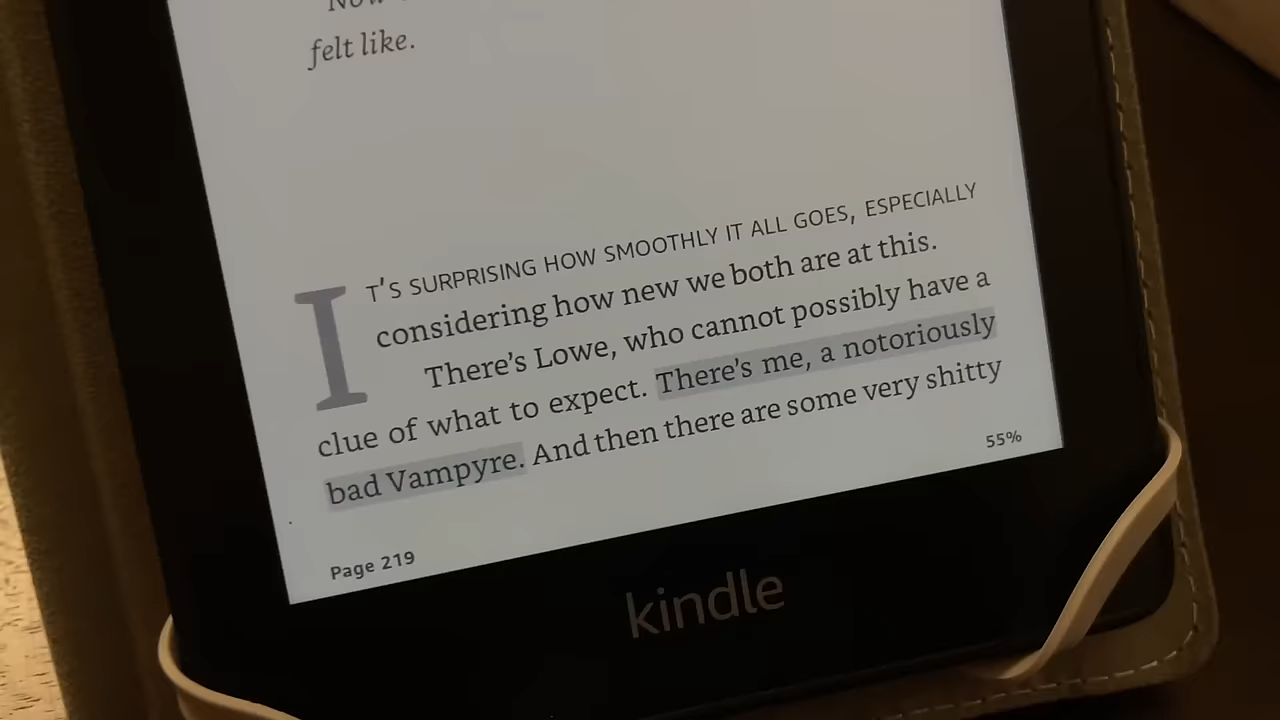 felt like.
IT'S SURPRISING HOW SMOOTHLY IT ALL GOES, ESPECIALLY
considering how new we both are at this.
There's Lowe, who cannot possibly have a
clue of what to expect. There's me, a notoriously
bad Vampyre. And then there are some very shitty
Page 219
55%
kindle